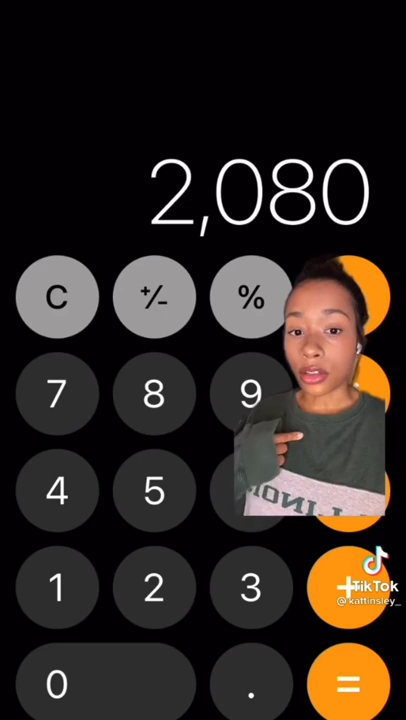 2,080
C +/- %
7 8 9
4 5
1 2 3 +
TikTok
@kattinsley_
0 . =